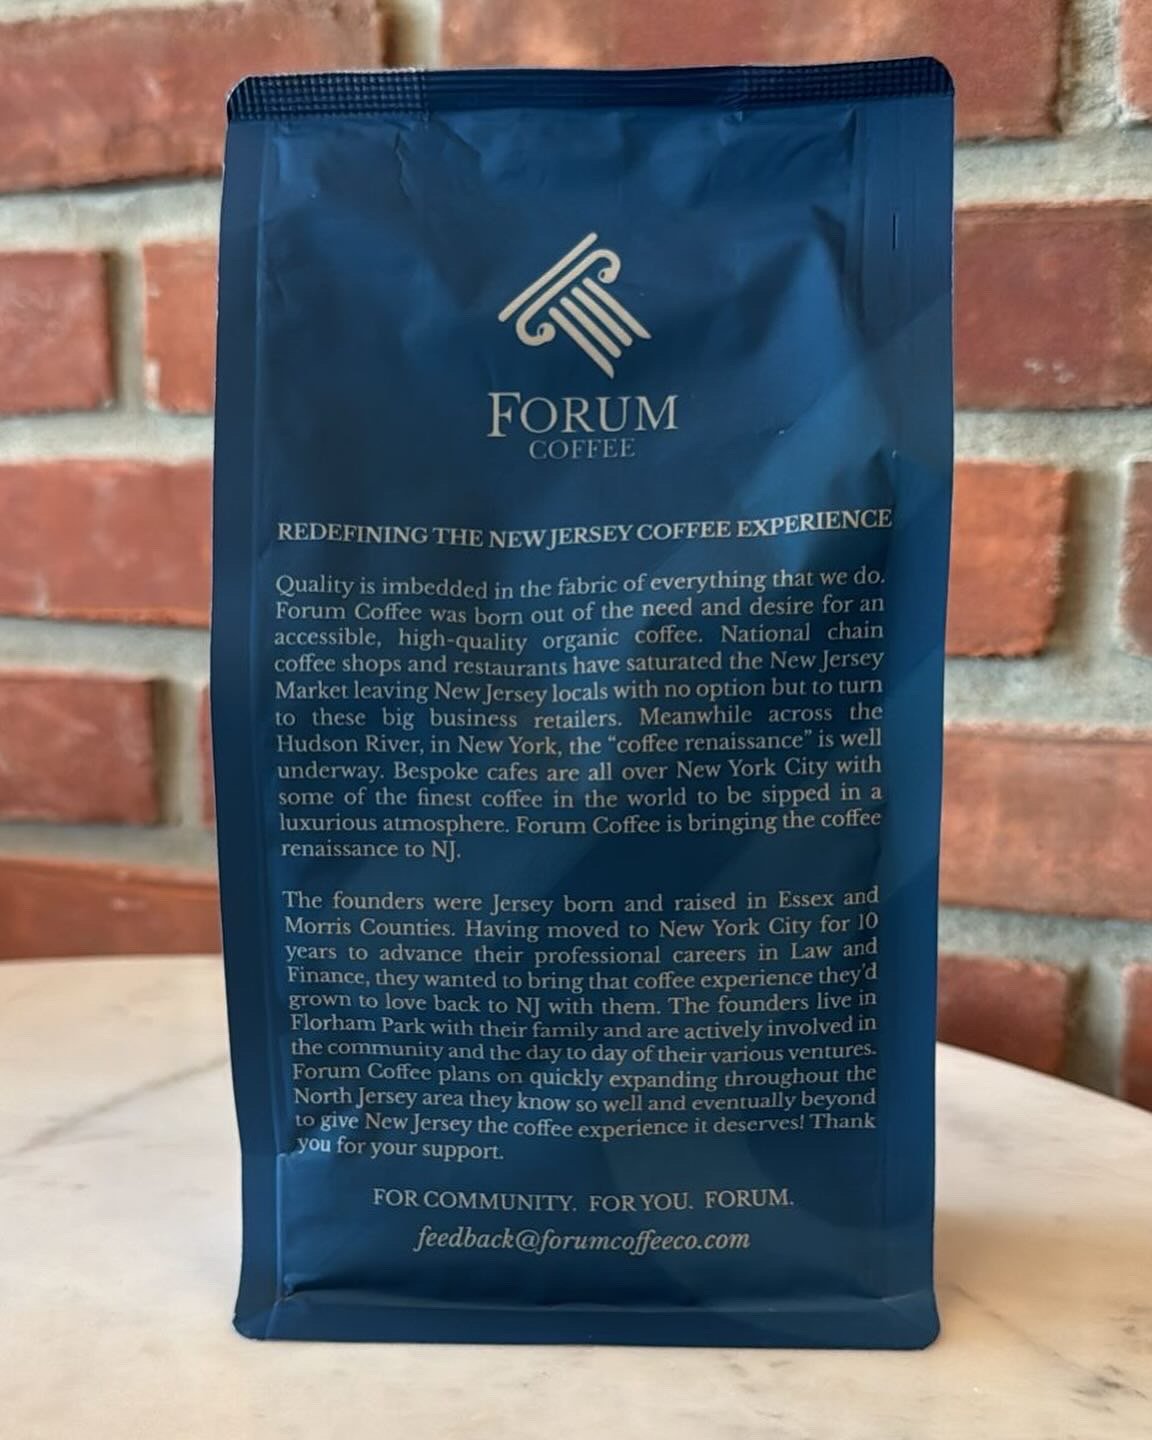 FORUM
COFFEE
REDEFINING THE NEW JERSEY COFFEE EXPERIENCE
Quality is imbedded in the fabric of everything that we do.
Forum Coffee was born out of the need and desire for an
accessible, high-quality organic coffee. National chain
coffee shops and restaurants have saturated the New Jersey
Market leaving New Jersey locals with no option but to turn
to these big business retailers. Meanwhile across the
Hudson River, in New York, the “coffee renaissance” is well
underway. Bespoke cafes are all over New York City with
some of the finest coffee in the world to be sipped in a
luxurious atmosphere. Forum Coffee is bringing the coffee
renaissance to NJ.
The founders were Jersey born and raised in Essex and
Morris Counties. Having moved to New York City for 10
years to advance their professional careers in Law and
Finance, they wanted to bring that coffee experience they’d
grown to love back to NJ with them. The founders live in
Florham Park with their family and are actively involved in
the community and the day to day of their various ventures.
Forum Coffee plans on quickly expanding throughout the
North Jersey area they know so well and eventually beyond
to give New Jersey the coffee experience it deserves! Thank
you for your support.
FOR COMMUNITY. FOR YOU. FORUM.
feedback@forumcoffeeco.com